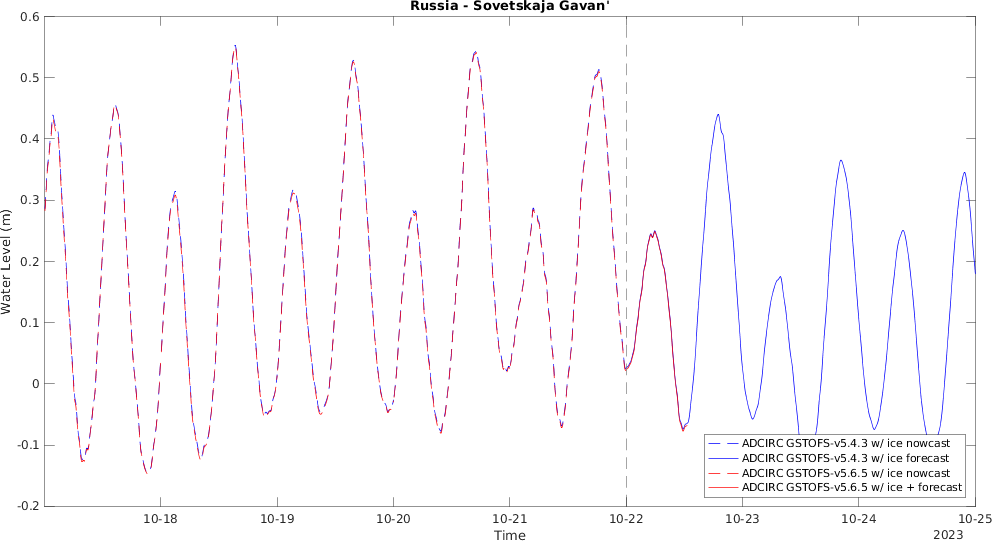 Russia - Sovetskaja Gavan'
Water Level (m)
0.6
0.5
0.4
0.3
0.2
0.1
0
-0.1
-0.2
ADCIRC GSTOFS-v5.4.3 w/ ice nowcast
ADCIRC GSTOFS-v5.4.3 w/ ice forecast
ADCIRC GSTOFS-v5.6.5 w/ ice nowcast
ADCIRC GSTOFS-v5.6.5 w/ ice + forecast
10-18 10-19 10-20 10-21 10-22 10-23 10-24 10-25
Time
2023